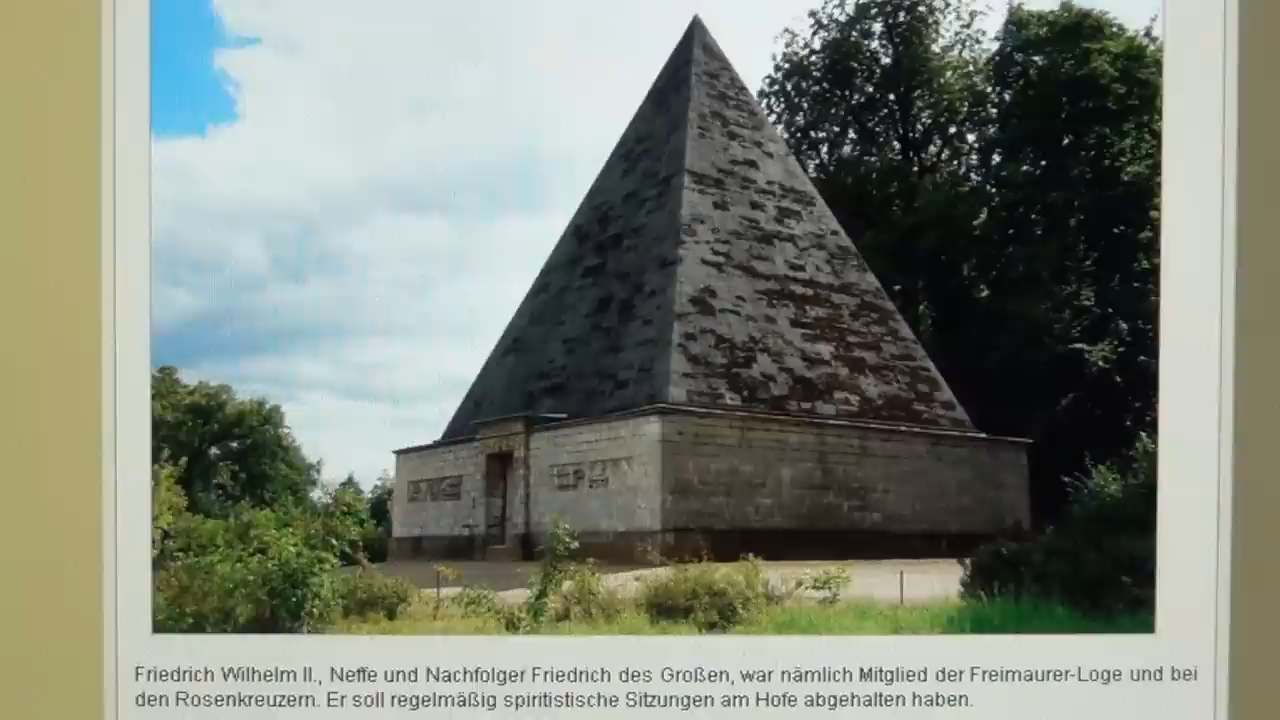 Friedrich Wilhelm II., Neffe und Nachfolger Friedrich des Großen, war nämlich Mitglied der Freimaurer-Loge und bei
den Rosenkreuzern. Er soll regelmäßig spiritistische Sitzungen am Hofe abgehalten haben.